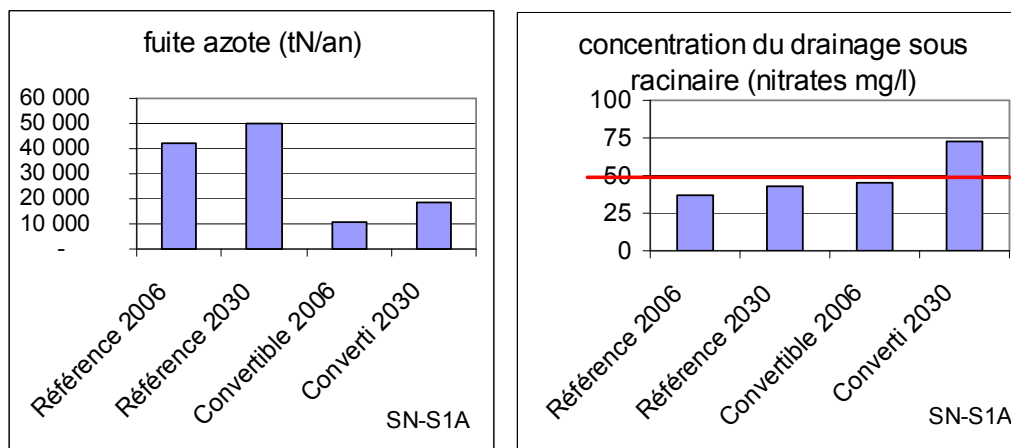 fuite azote (tN/an)
60 000
50 000
40 000
30 000
20 000
10 000
-
Référence 2006
Référence 2030
Convertible 2006
Converti 2030
SN-S1A
concentration du drainage sous
racinaire (nitrates mg/l)
100
75
50
25
0
Référence 2006
Référence 2030
Convertible 2006
Converti 2030
SN-S1A